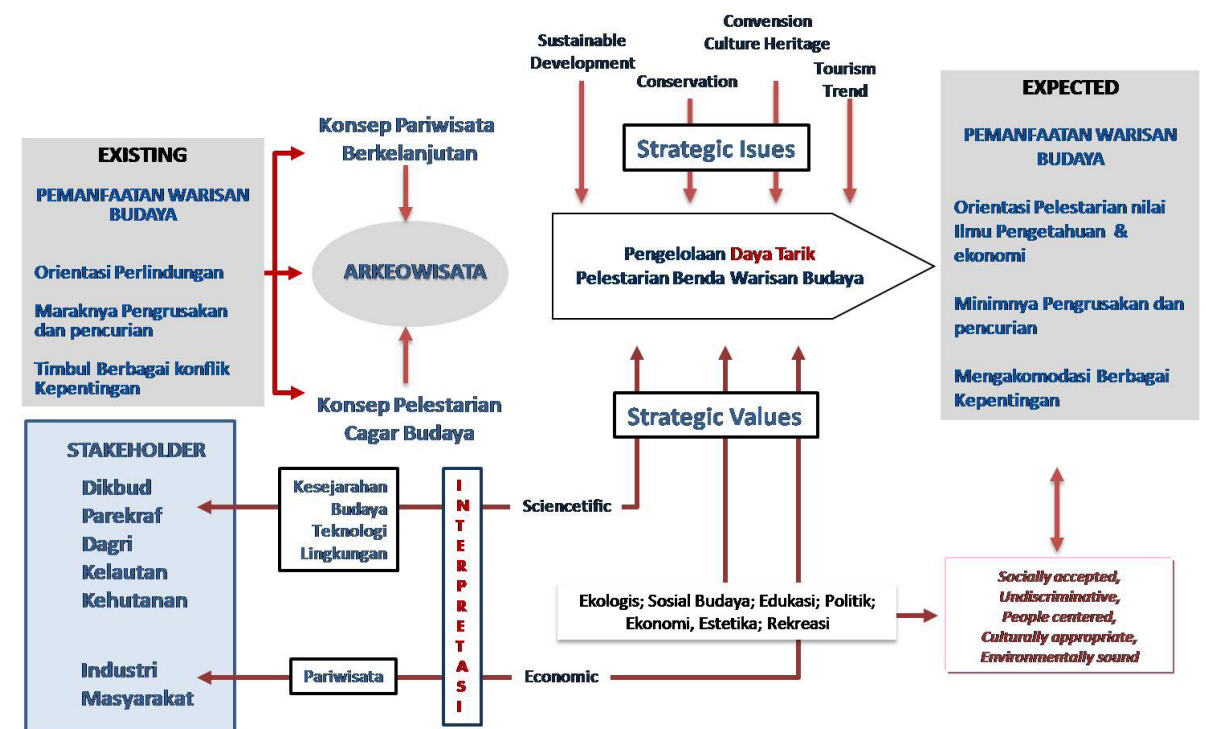 EXISTING
PEMANFAATAN WARISAN
BUDAYA
Orientasi Perlindungan
Maraknya Pengrusakan
dan pencurian
Timbul Berbagai konflik
Kepentingan
Konsep Pariwisata
Berkelanjutan
ARKEOWISATA
Konsep Pelestarian
Cagar Budaya
Sustainable
Development
Conservation
Convension
Culture Heritage
Tourism
Trend
Strategic Isues
Pengelolaan Daya Tarik
Pelestarian Benda Warisan Budaya
EXPECTED
PEMANFAATAN WARISAN
BUDAYA
Orientasi Pelestarian nilai
Ilmu Pengetahuan &
ekonomi
Minimnya Pengrusakan dan
pencurian
Mengakomodasi Berbagai
Kepentingan
Strategic Values
STAKEHOLDER
Dikbud
Parekraf
Dagri
Kelautan
Kehutanan
Industri
Masyarakat
Kesejarahan
Budaya
Teknologi
Lingkungan
Pariwisata
INTERPRETASI
Sciencetific
Economic
Ekologis; Sosial Budaya; Edukasi; Politik;
Ekonomi, Estetika; Rekreasi
Socially accepted,
Undiscriminative,
People centered,
Culturally appropriate,
Environmentally sound